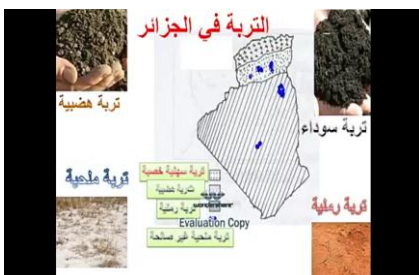 التربة في الجزائر
تربة هضبية
تربة سوداء
تربة ملحية
تربة رملية
تربة سهلية خصبة
تربة هضبية
تربة رملية
Evaluation Copy
تربة ملحية غير صالحة